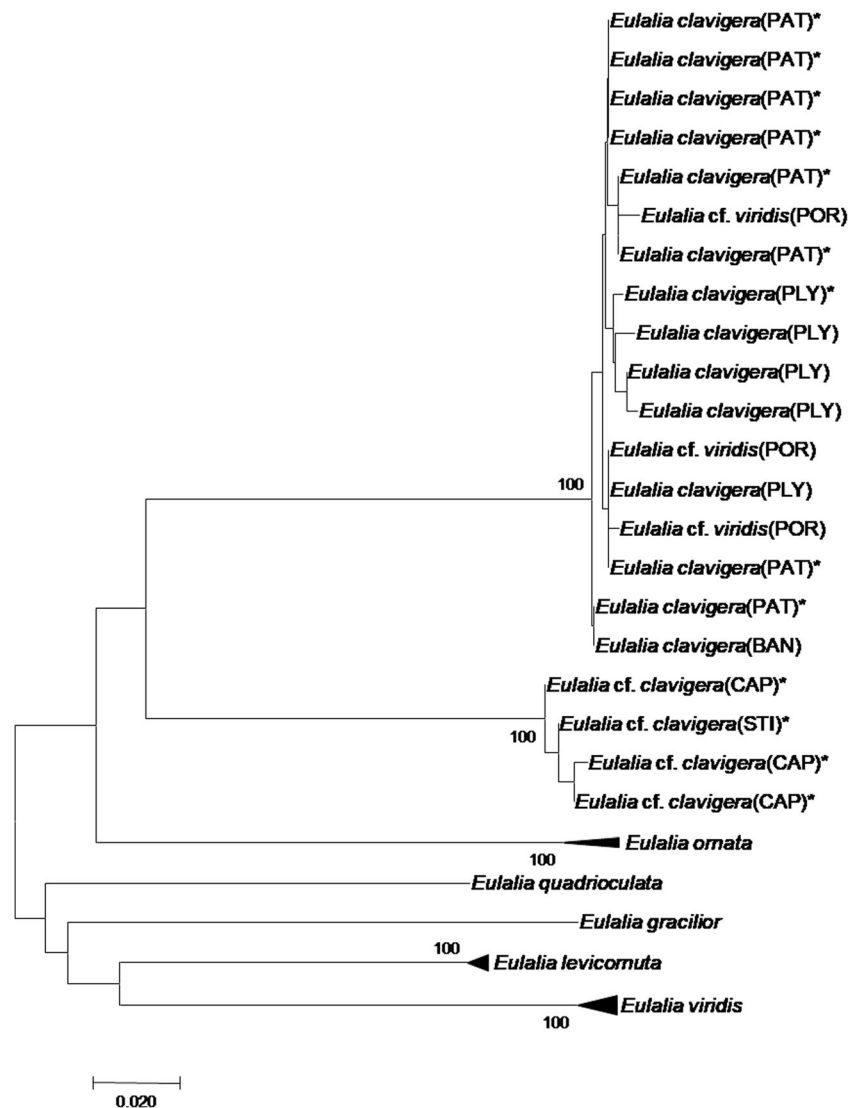 Eulalia clavigera(PAT)*
Eulalia clavigera(PAT)*
Eulalia clavigera(PAT)*
Eulalia clavigera(PAT)*
Eulalia clavigera(PAT)*
Eulalia cf. viridis(POR)
Eulalia clavigera(PAT)*
Eulalia clavigera(PLY)*
Eulalia clavigera(PLY)
Eulalia clavigera(PLY)
Eulalia clavigera(PLY)
Eulalia cf. viridis(POR)
100
Eulalia clavigera(PLY)
Eulalia cf. viridis(POR)
Eulalia clavigera(PAT)*
Eulalia clavigera(PAT)*
Eulalia clavigera(BAN)
Eulalia cf. clavigera(CAP)*
Eulalia cf. clavigera(STI)*
100
Eulalia cf. clavigera(CAP)*
Eulalia cf. clavigera(CAP)*
Eulalia ornata
100
Eulalia quadrioculata
Eulalia gracilior
100
Eulalia levicornuta
Eulalia viridis
100
0.020